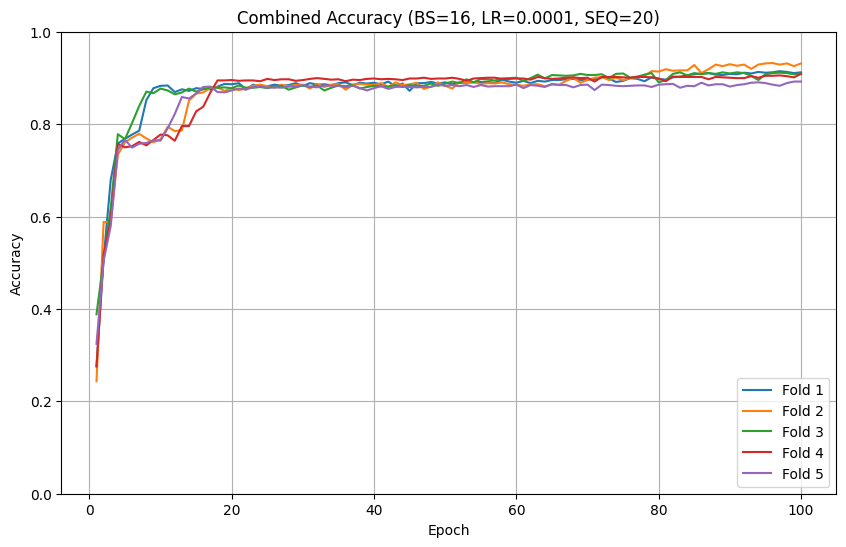 Combined Accuracy (BS=16, LR=0.0001, SEQ=20)
Accuracy
1.0
0.8
0.6
0.4
0.2
0.0
0
20
40
60
80
100
Epoch
Fold 1
Fold 2
Fold 3
Fold 4
Fold 5